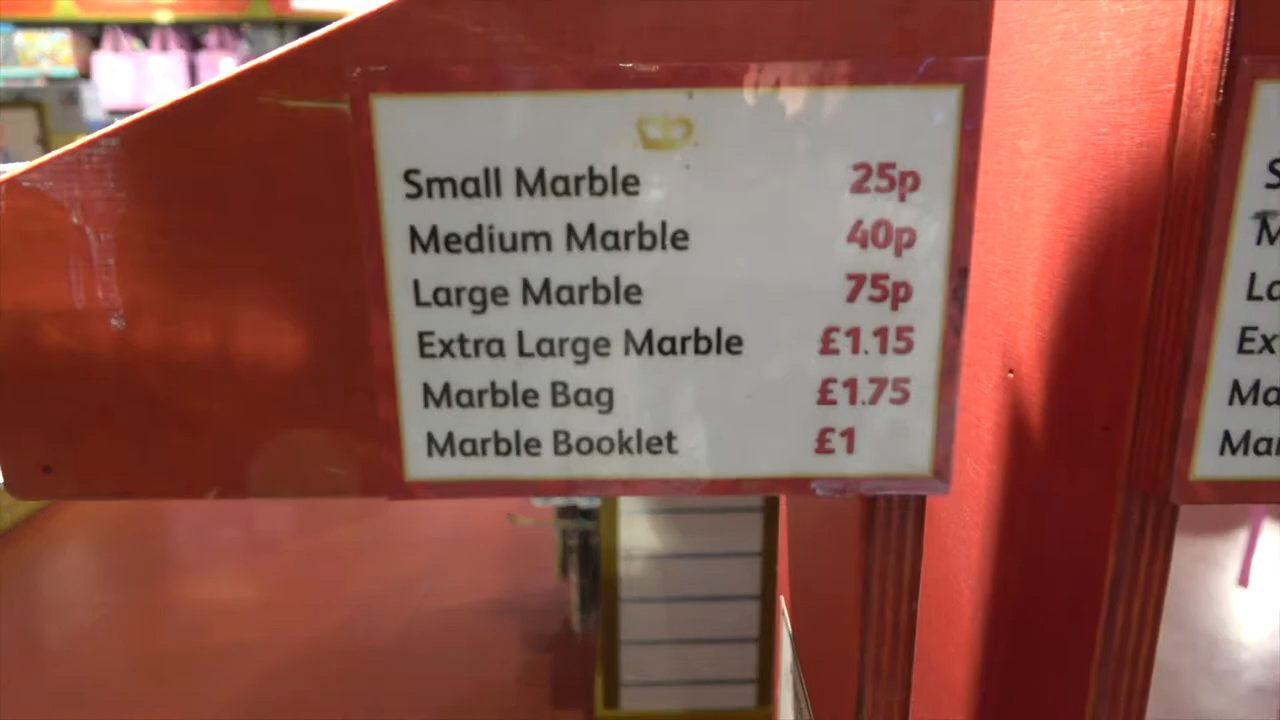 Small Marble 25p
Medium Marble 40p
Large Marble 75p
Extra Large Marble £1.15
Marble Bag £1.75
Marble Booklet £1